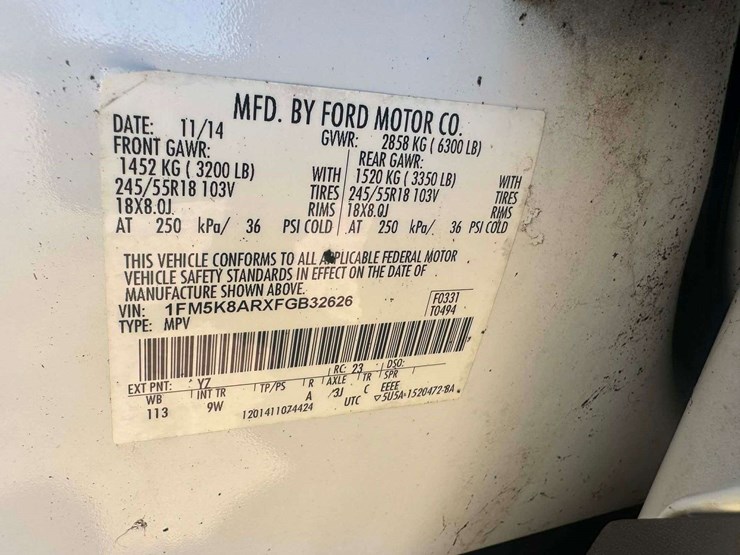 MFD. BY FORD MOTOR CO.
DATE: 11/14 GVWR: 2858 KG ( 6300 LB)
FRONT GAWR: REAR GAWR:
1452 KG ( 3200 LB) WITH 1520 KG ( 3350 LB) WITH
245/55R18 103V TIRES 245/55R18 103V TIRES
18X8.0J RIMS 18X8.0J RIMS
AT 250 kPa/ 36 PSI COLD AT 250 kPa/ 36 PSI COLD
THIS VEHICLE CONFORMS TO ALL APPLICABLE FEDERAL MOTOR
VEHICLE SAFETY STANDARDS IN EFFECT ON THE DATE OF
MANUFACTURE SHOWN ABOVE.
VIN: 1FM5K8ARXFGB32626 F0331
TYPE: MPV T0494
EXT PNT: YZ RC: 23 DSO:
WB INT TR TP/PS R AXLE TR SPR
113 9W A 3J C EEEE
1201411074424 UTC ▽5U5A-1520472-BA